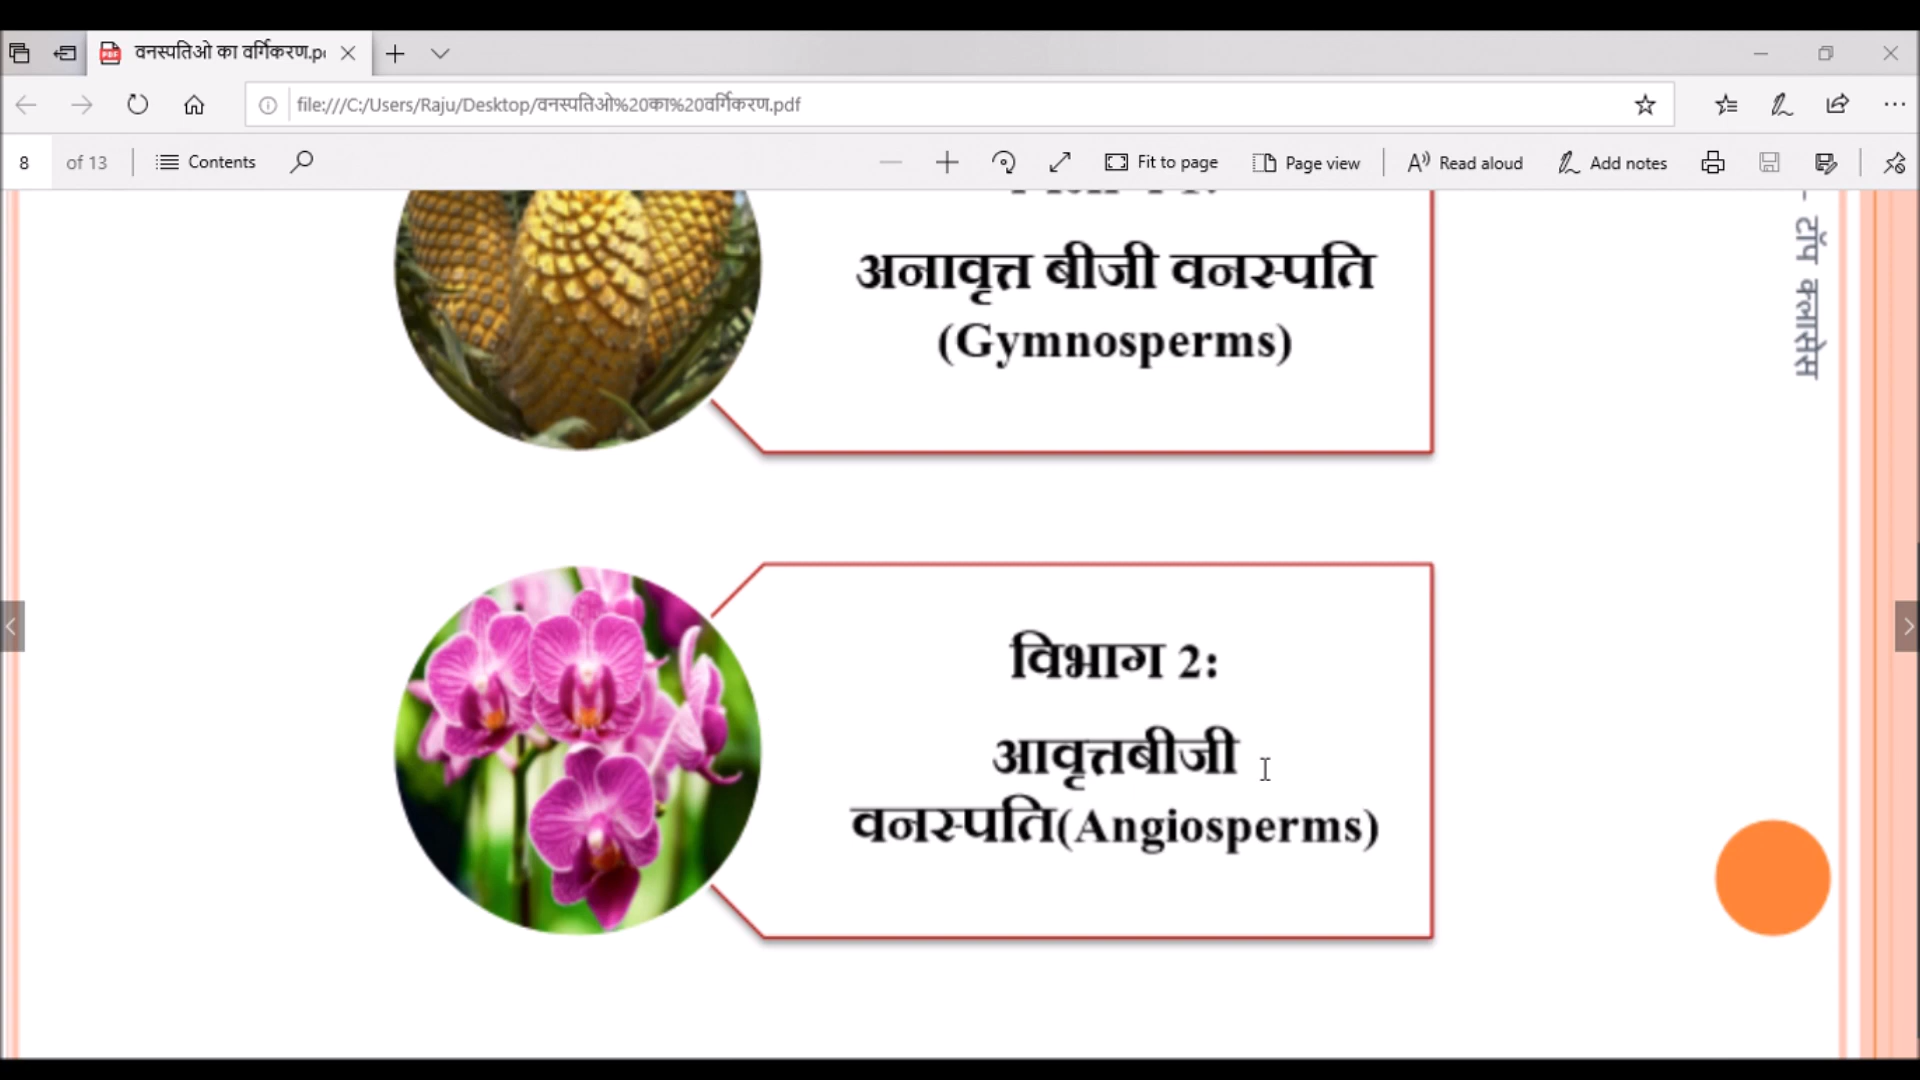 वनस्पतिओ का वर्गिकरण.p
file:///C:/Users/Raju/Desktop/वनस्पतिओ%20का%20वर्गिकरण.pdf
8 of 13
Contents
Fit to page
Page view
Read aloud
Add notes
अनावृत्त बीजी वनस्पति
(Gymnosperms)
विभाग 2:
आवृत्तबीजी
वनस्पति(Angiosperms)
- टॉप क्लासेस